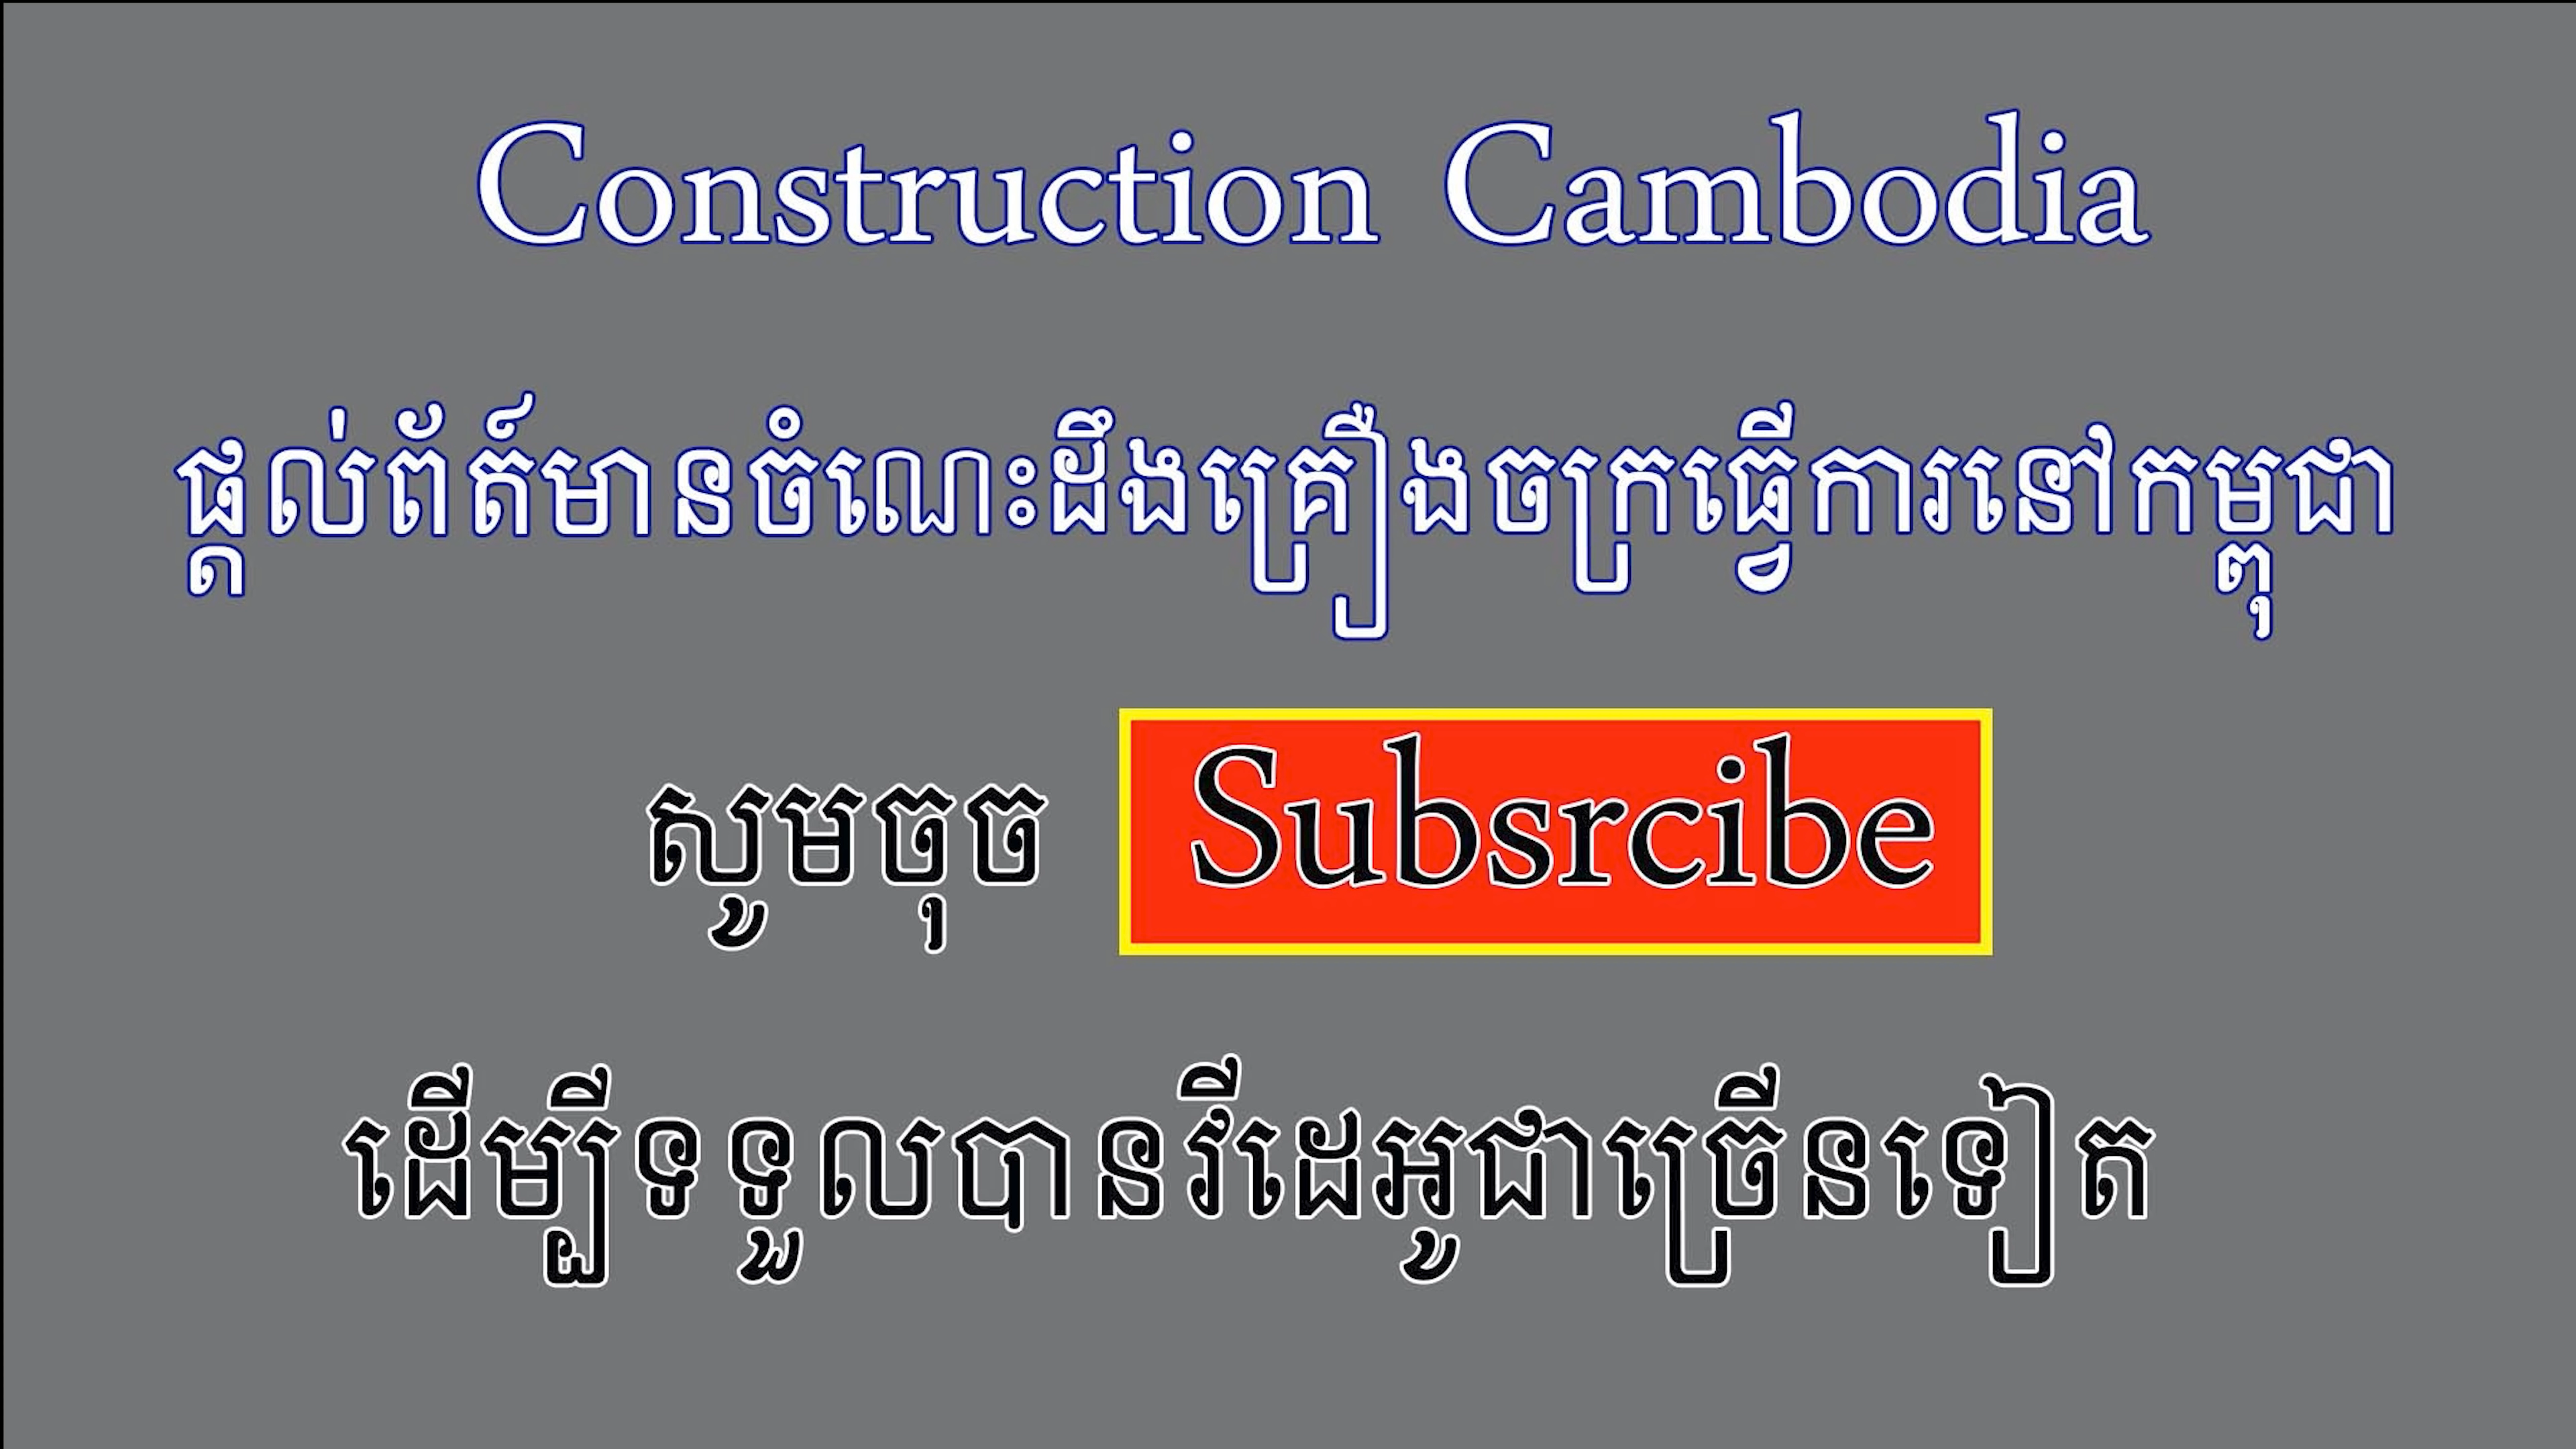 Construction Cambodia
ផ្តល់ព័ត៍មានចំណេះដឹងគ្រឿងចក្រធ្វើការនៅកម្ពុជា
សូមចុច Subsrcibe
ដើម្បីទទួលបានវីដេអូជាច្រើនទៀត